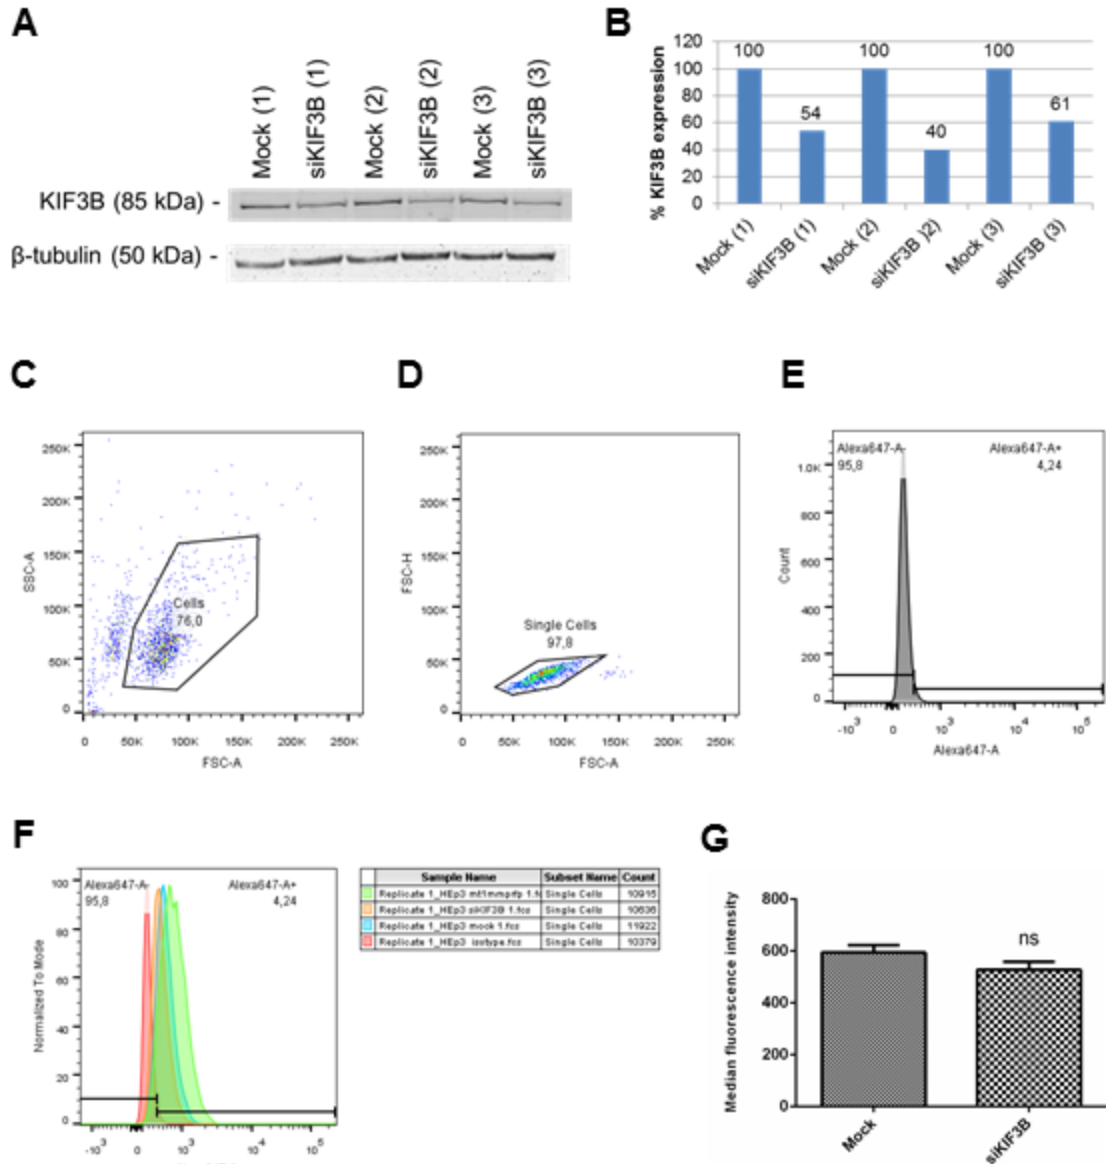 A
Mock (1)
siKIF3B (1)
Mock (2)
siKIF3B (2)
Mock (3)
siKIF3B (3)
KIF3B (85 kDa) -
β-tubulin (50 kDa) -
B
% KIF3B expression
120
100
80
60
40
20
0
100
54
100
40
100
61
Mock (1)
siKIF3B (1)
Mock (2)
siKIF3B )2)
Mock (3)
siKIF3B (3)
C
SSC-A
250K
200K
150K
100K
50K
0
Cells
76,0
0 50K 100K 150K 200K 250K
FSC-A
D
FSC-H
250K
200K
150K
100K
50K
0
Single Cells
97,8
0 50K 100K 150K 200K 250K
FSC-A
E
Alexa647-A- Alexa647-A+
95,8 4,24
Count
1.0K
800
600
400
200
0
-10³ 0 10³ 10⁴ 10⁵
Alexa647-A
F
Alexa647-A- Alexa647-A+
95,8 4,24
Normalized To Mode
100
80
60
40
20
0
-10³ 0 10³ 10⁴ 10⁵
Sample Name Subset Name Count
Replicate 1_HEp3 Single Cells 10915
Replicate 1_HEp3 siKIF3B 1.fcs Single Cells 10636
Replicate 1_HEp3 mock 1.fcs Single Cells 11922
Replicate 1_HEp3 isotype.fcs Single Cells 10379
G
Median fluorescence intensity
800
600
400
200
0
ns
Mock
siKIF3B